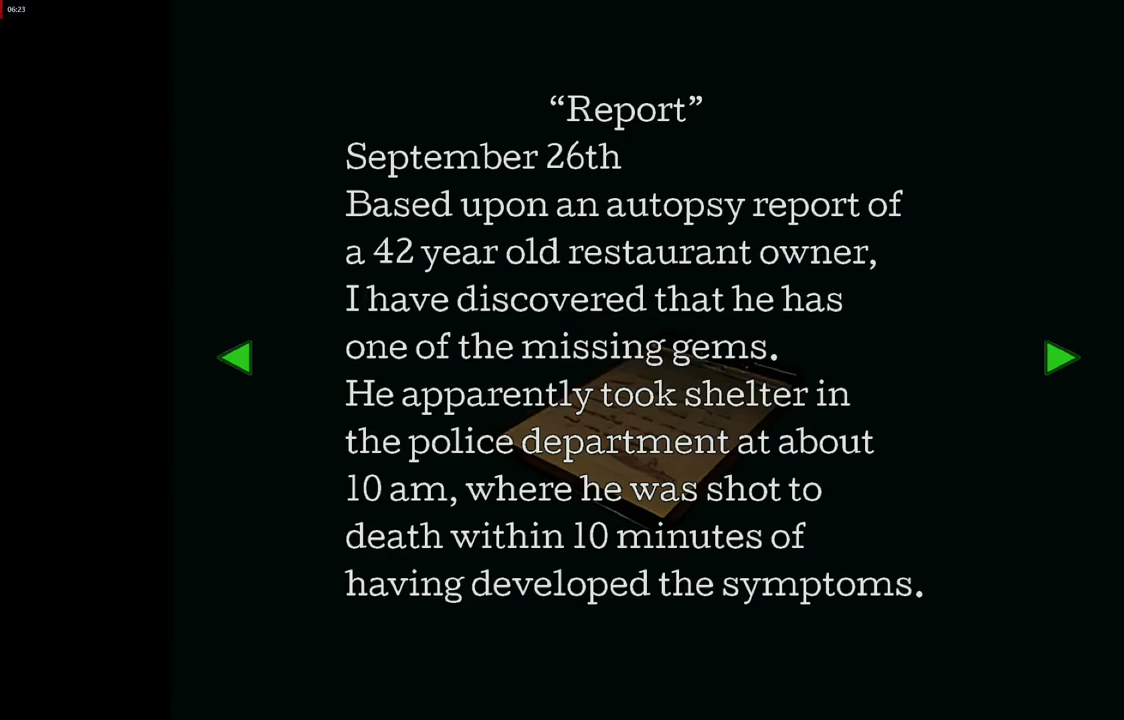 06:23
“Report”
September 26th
Based upon an autopsy report of
a 42 year old restaurant owner,
I have discovered that he has
one of the missing gems.
He apparently took shelter in
the police department at about
10 am, where he was shot to
death within 10 minutes of
having developed the symptoms.